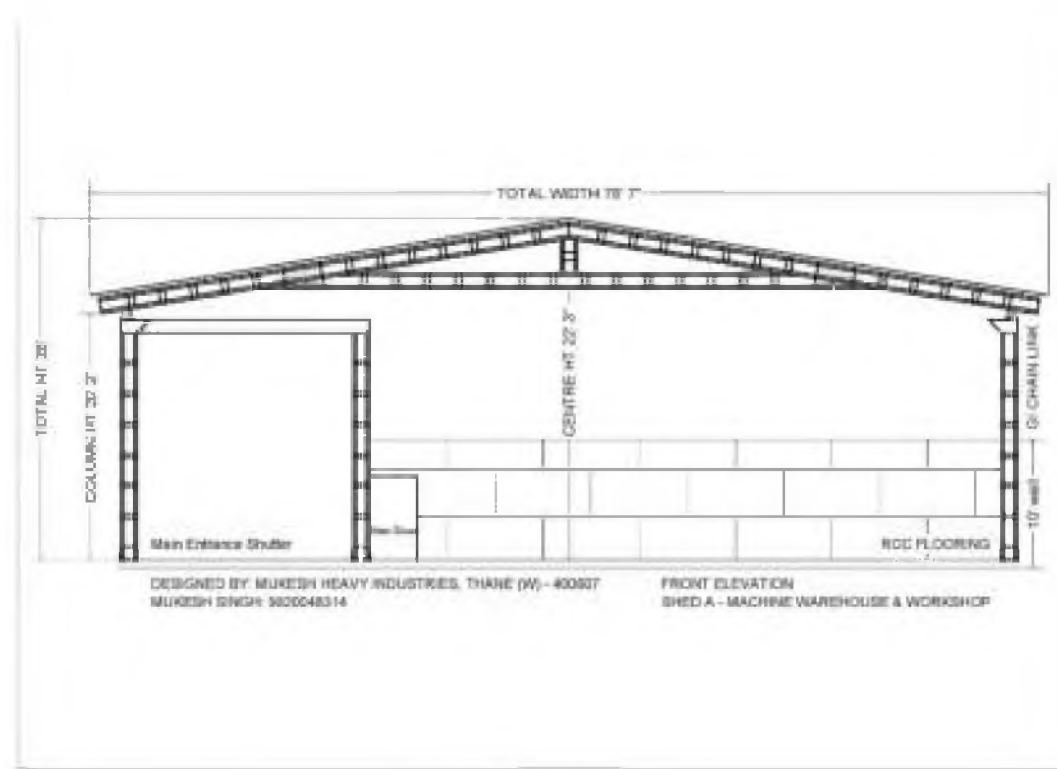 TOTAL WIDTH 78' 7"
TOTAL HT 28'
COLUMN HT 20' 3"
CENTRE HT 22' 3"
GI CHAIN LINK
10' wall
Main Entrance Shutter
RCC FLOORING
DESIGNED BY: MUKESH HEAVY INDUSTRIES, THANE (W) - 400607
MUKESH SINGH: 9820048314
FRONT ELEVATION
SHED A - MACHINE WAREHOUSE & WORKSHOP